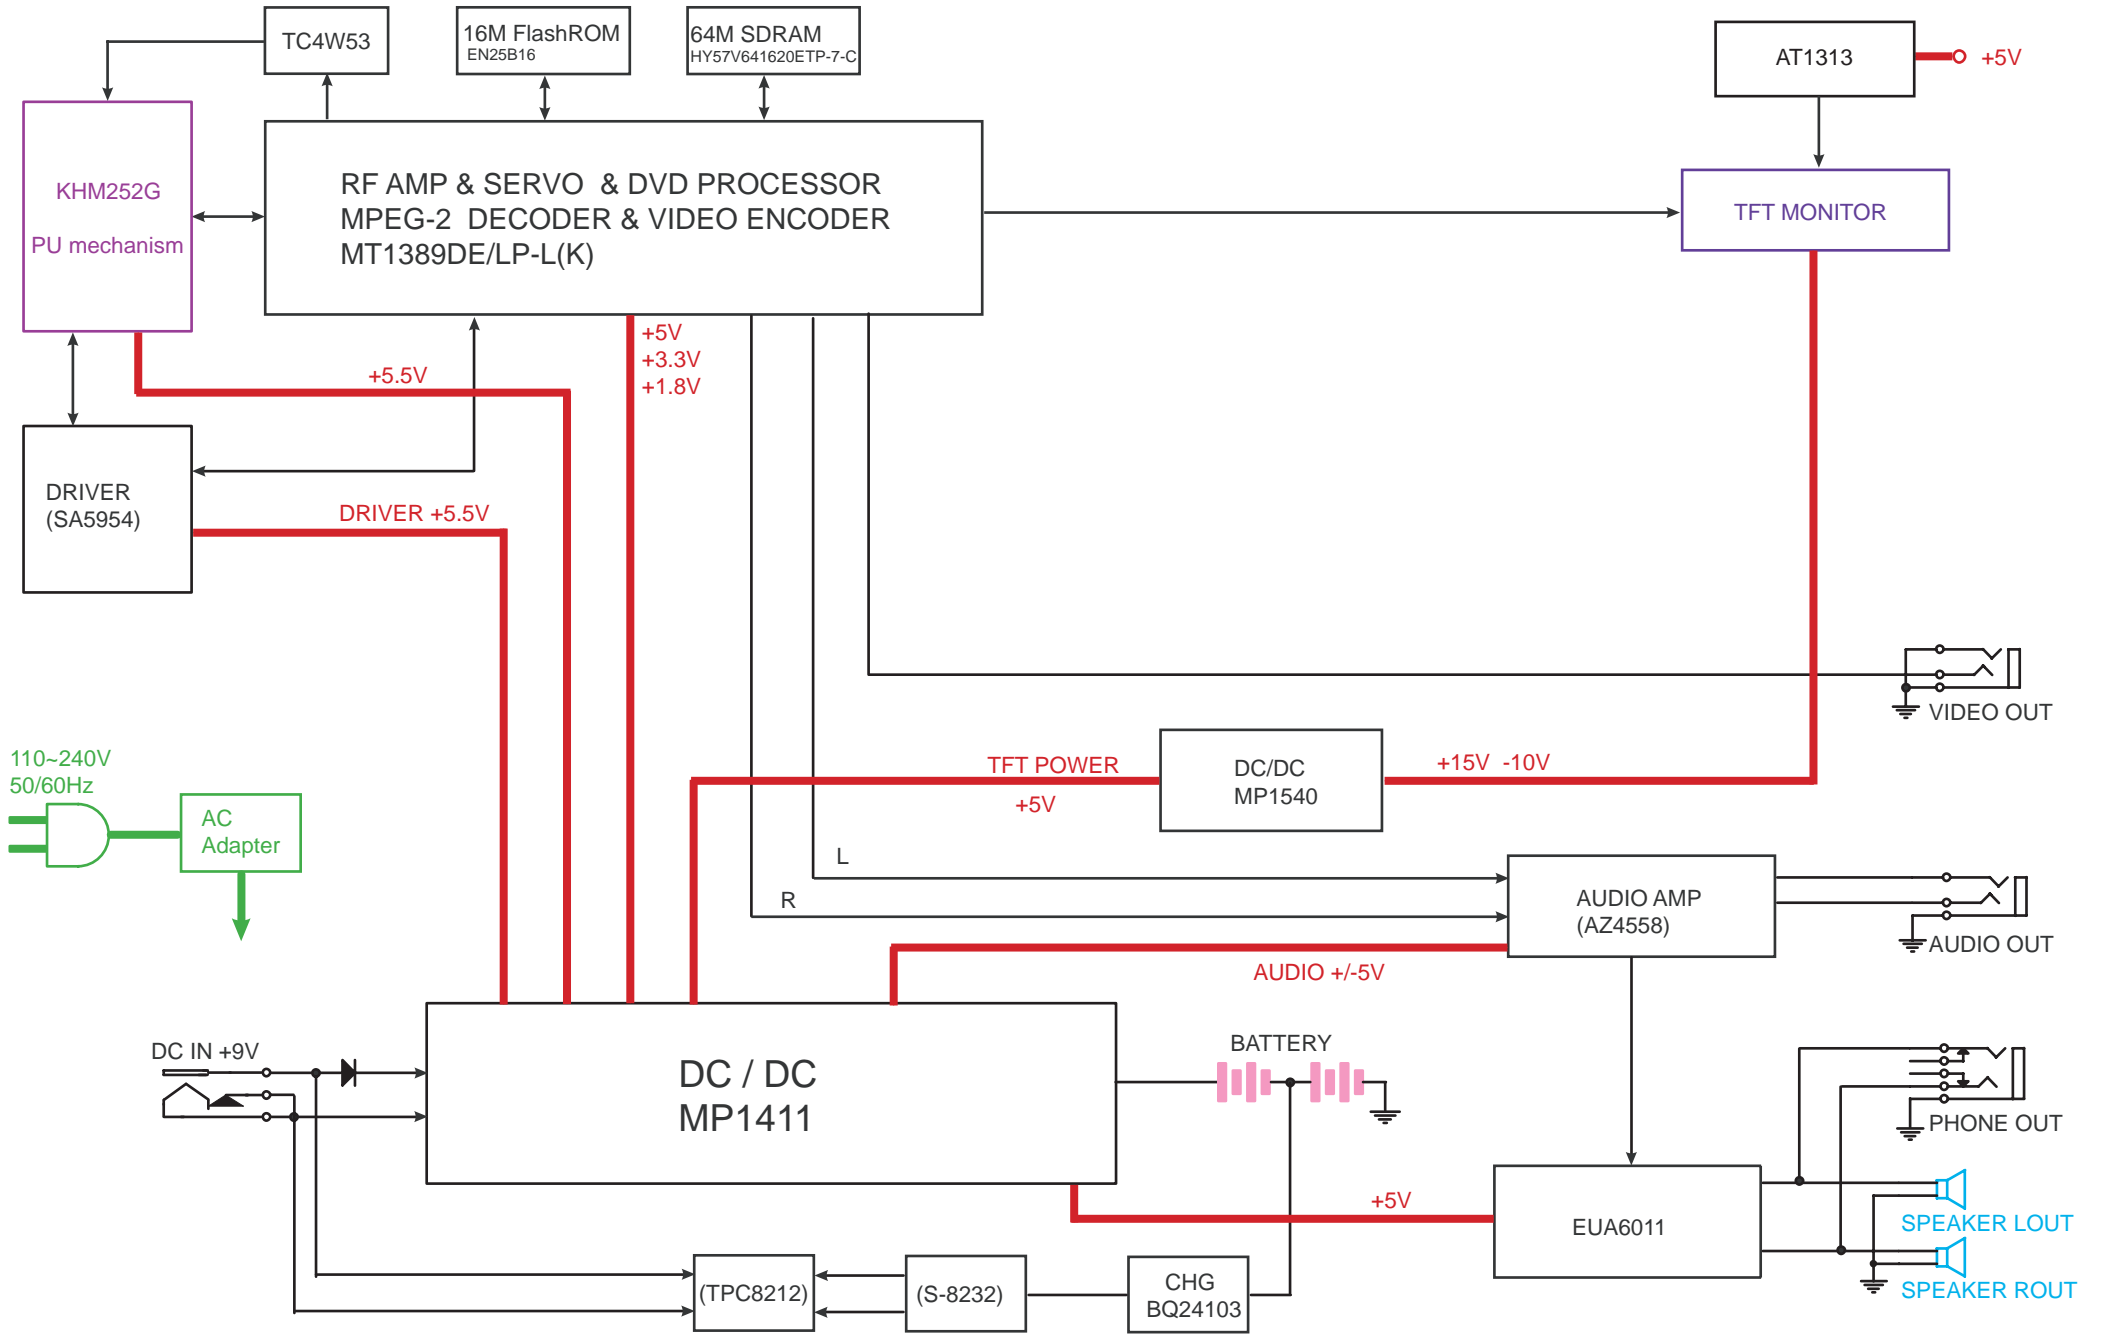 TC4W53
16M FlashROM
EN25B16
64M SDRAM
HY57V641620ETP-7-C
AT1313
+5V
KHM252G
PU mechanism
RF AMP & SERVO & DVD PROCESSOR
MPEG-2 DECODER & VIDEO ENCODER
MT1389DE/LP-L(K)
TFT MONITOR
+5V
+3.3V
+1.8V
+5.5V
DRIVER
(SA5954)
DRIVER +5.5V
VIDEO OUT
110~240V
50/60Hz
AC
Adapter
TFT POWER
+5V
DC/DC
MP1540
+15V -10V
L
R
AUDIO AMP
(AZ4558)
AUDIO OUT
AUDIO +/-5V
DC IN +9V
DC / DC
MP1411
BATTERY
PHONE OUT
+5V
EUA6011
SPEAKER LOUT
SPEAKER ROUT
(TPC8212)
(S-8232)
CHG
BQ24103